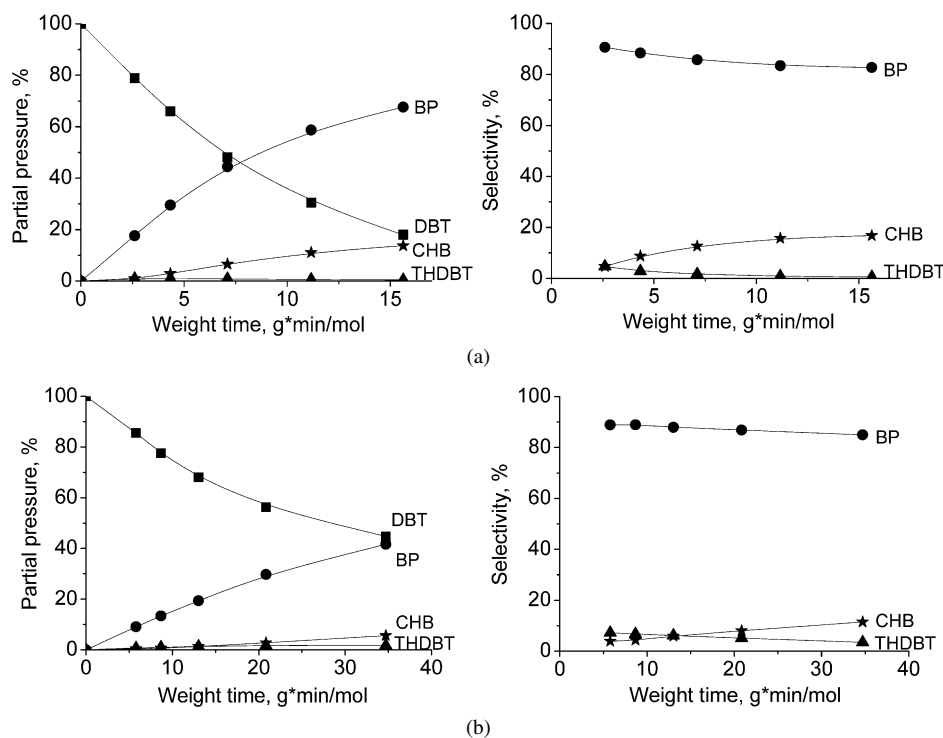 Partial pressure, %
100
80
60
40
20
0
0 5 10 15
Weight time, g*min/mol
BP
DBT
CHB
THDBT
Selectivity, %
100
80
60
40
20
0
0 5 10 15
Weight time, g*min/mol
BP
CHB
THDBT
(a)
Partial pressure, %
100
80
60
40
20
0
0 10 20 30 40
Weight time, g*min/mol
DBT
BP
CHB
THDBT
Selectivity, %
100
80
60
40
20
0
0 10 20 30 40
Weight time, g*min/mol
BP
CHB
THDBT
(b)